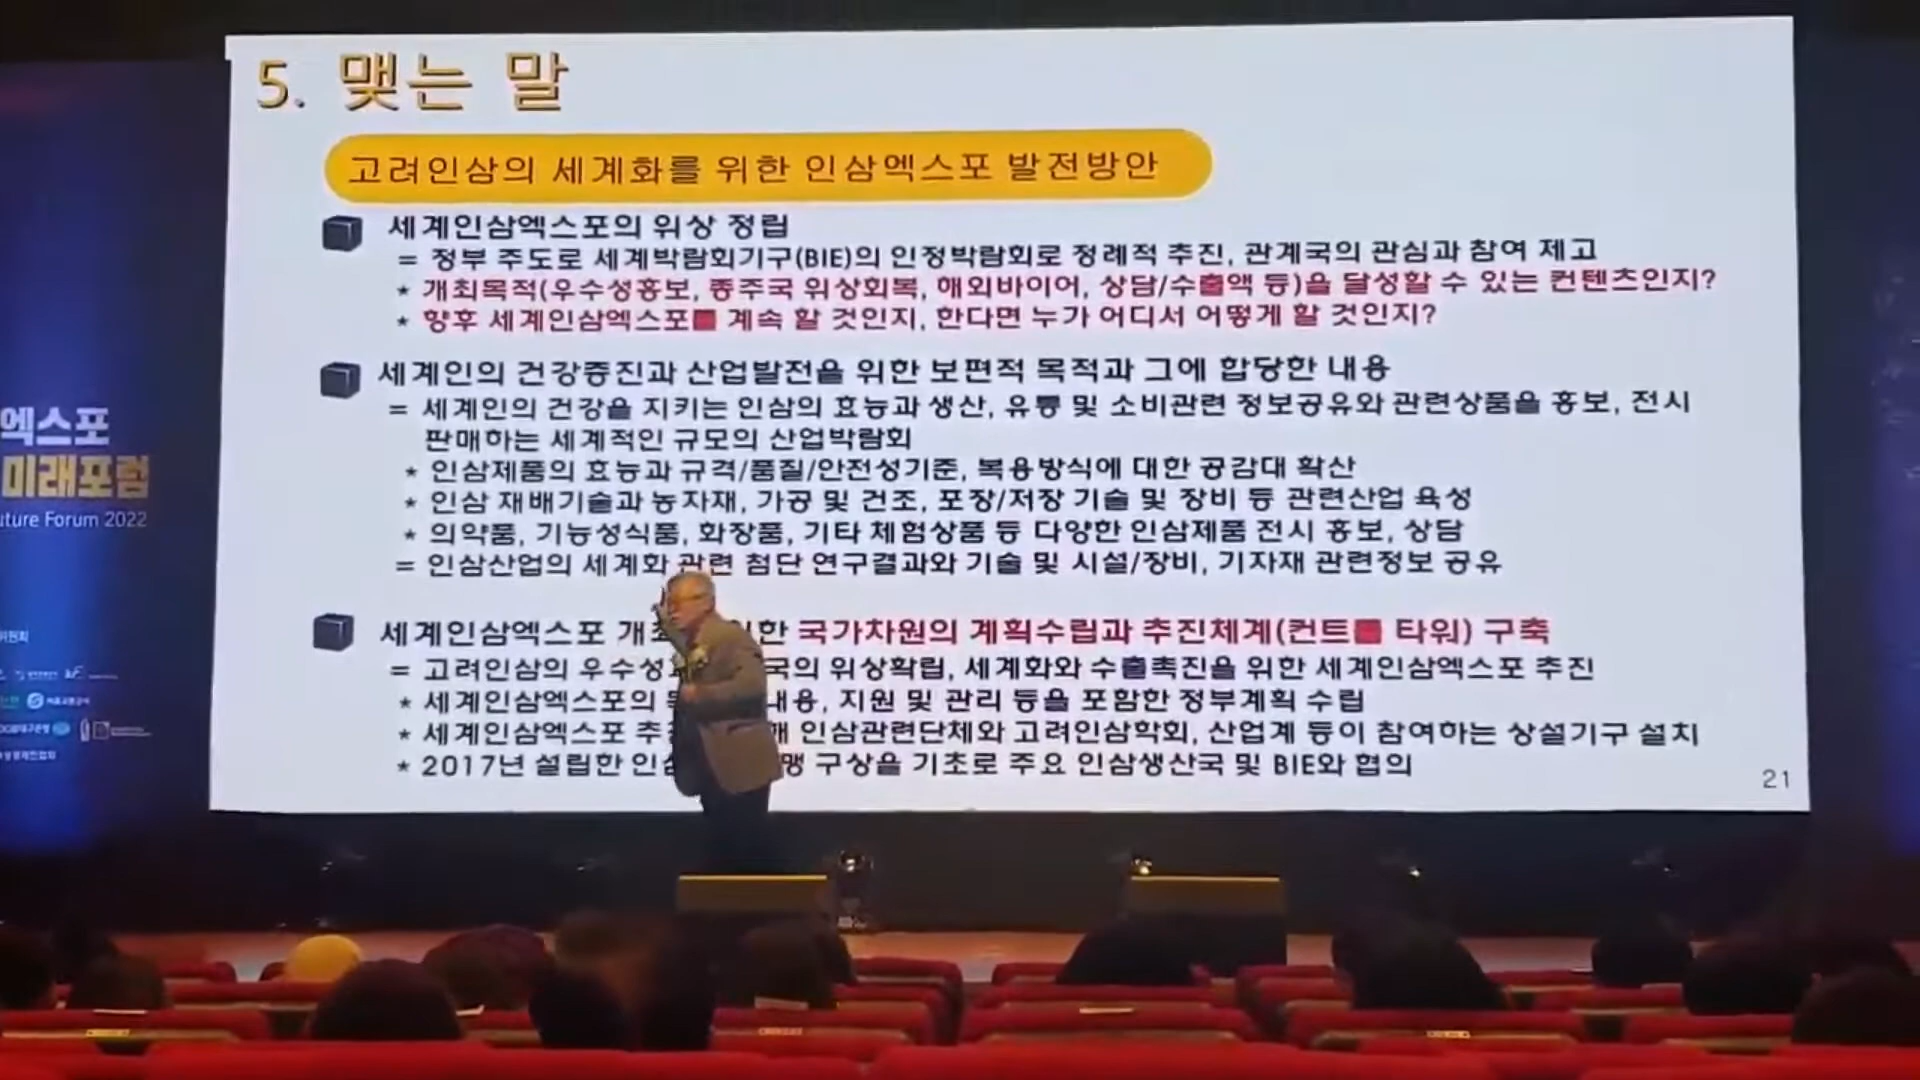 5. 맺는 말
고려인삼의 세계화를 위한 인삼엑스포 발전방안
세계인삼엑스포의 위상 정립
= 정부 주도로 세계박람회기구(BIE)의 인정박람회로 정례적 추진, 관계국의 관심과 참여 제고
* 개최목적(우수성홍보, 종주국 위상회복, 해외바이어, 상담/수출액 등)을 달성할 수 있는 컨텐츠인지?
* 향후 세계인삼엑스포를 계속 할 것인지, 한다면 누가 어디서 어떻게 할 것인지?
세계인의 건강증진과 산업발전을 위한 보편적 목적과 그에 합당한 내용
= 세계인의 건강을 지키는 인삼의 효능과 생산, 유통 및 소비관련 정보공유와 관련상품을 홍보, 전시
판매하는 세계적인 규모의 산업박람회
* 인삼제품의 효능과 규격/품질/안전성기준, 복용방식에 대한 공감대 확산
* 인삼 재배기술과 농자재, 가공 및 건조, 포장/저장 기술 및 장비 등 관련산업 육성
* 의약품, 기능성식품, 화장품, 기타 체험상품 등 다양한 인삼제품 전시 홍보, 상담
= 인삼산업의 세계화 관련 첨단 연구결과와 기술 및 시설/장비, 기자재 관련정보 공유
세계인삼엑스포 국가차원의 계획수립과 추진체계(컨트롤 타워) 구축
= 고려인삼의 위상확립, 세계화와 수출촉진을 위한 세계인삼엑스포 추진
* 세계인삼엑스포의 내용, 지원 및 관리 등을 포함한 정부계획 수립
* 세계인삼엑스포 인삼관련단체와 고려인삼학회, 산업계 등이 참여하는 상설기구 설치
* 2017년 설립한 구상을 기초로 주요 인삼생산국 및 BIE와 협의
21
엑스포
미래포럼
uture Forum 2022